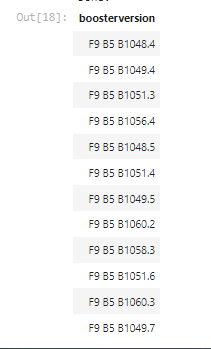 Out[18]: boosterversion
F9 B5 B1048.4
F9 B5 B1049.4
F9 B5 B1051.3
F9 B5 B1056.4
F9 B5 B1048.5
F9 B5 B1051.4
F9 B5 B1049.5
F9 B5 B1060.2
F9 B5 B1058.3
F9 B5 B1051.6
F9 B5 B1060.3
F9 B5 B1049.7